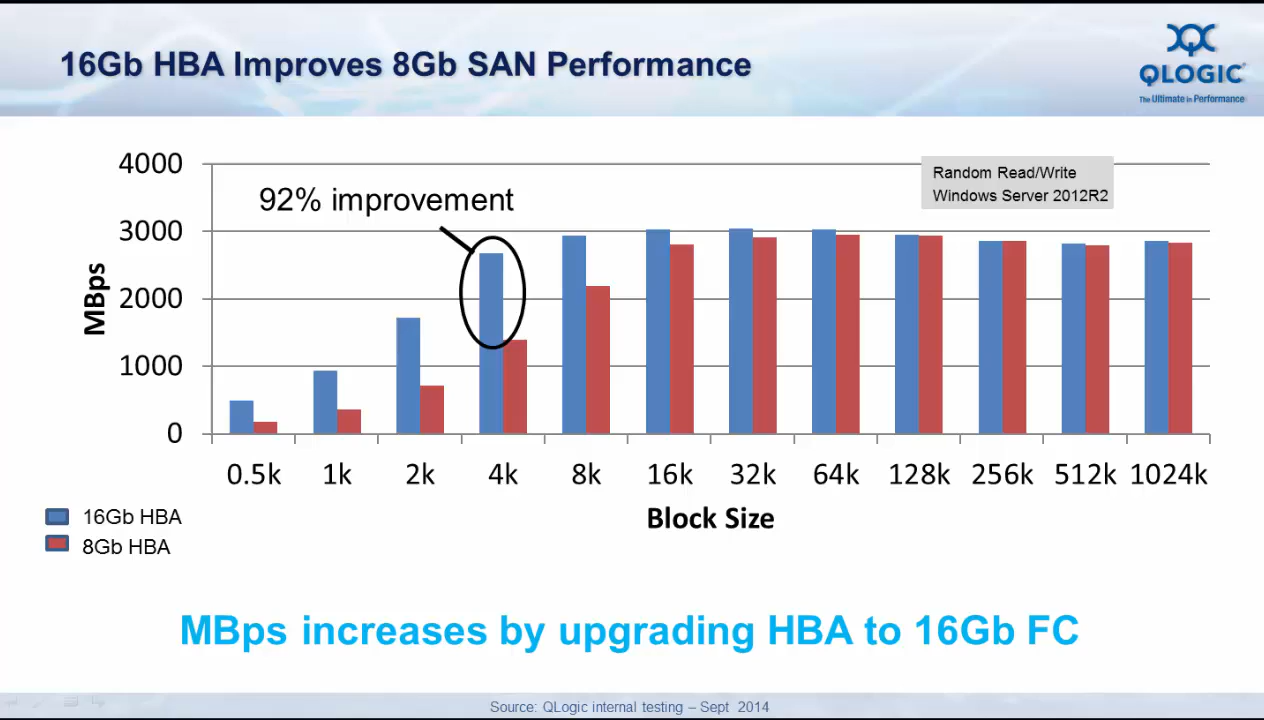 16Gb HBA Improves 8Gb SAN Performance
QLOGIC
The Ultimate in Performance
4000
3000
2000
1000
0
MBps
92% improvement
Random Read/Write
Windows Server 2012R2
0.5k 1k 2k 4k 8k 16k 32k 64k 128k 256k 512k 1024k
Block Size
16Gb HBA
8Gb HBA
MBps increases by upgrading HBA to 16Gb FC
Source: QLogic internal testing – Sept 2014